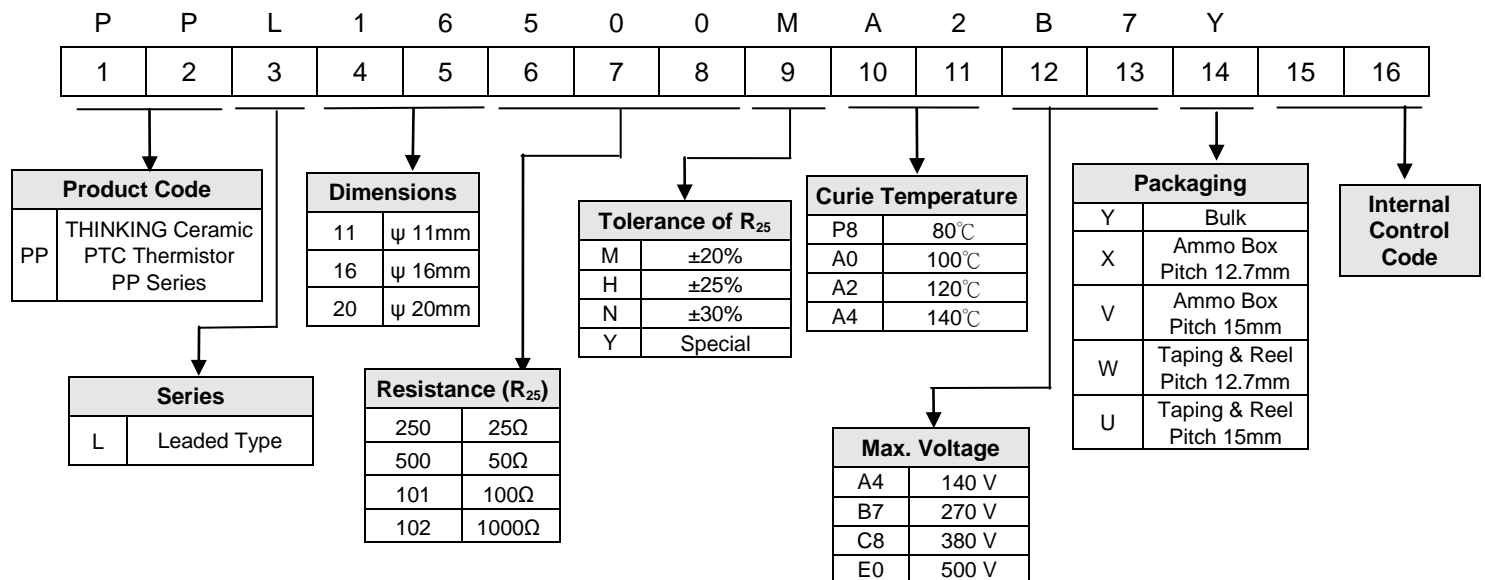 P P L 1 6 5 0 0 M A 2 B 7 Y
1 2 3 4 5 6 7 8 9 10 11 12 13 14 15 16
Product Code
PP THINKING Ceramic
PTC Thermistor
PP Series
Series
L Leaded Type
Dimensions
11 ψ 11mm
16 ψ 16mm
20 ψ 20mm
Resistance (R25)
250 25Ω
500 50Ω
101 100Ω
102 1000Ω
Tolerance of R25
M ±20%
H ±25%
N ±30%
Y Special
Curie Temperature
P8 80℃
A0 100℃
A2 120℃
A4 140℃
Max. Voltage
A4 140 V
B7 270 V
C8 380 V
E0 500 V
Packaging
Y Bulk
X Ammo Box
Pitch 12.7mm
V Ammo Box
Pitch 15mm
W Taping & Reel
Pitch 12.7mm
U Taping & Reel
Pitch 15mm
Internal
Control
Code